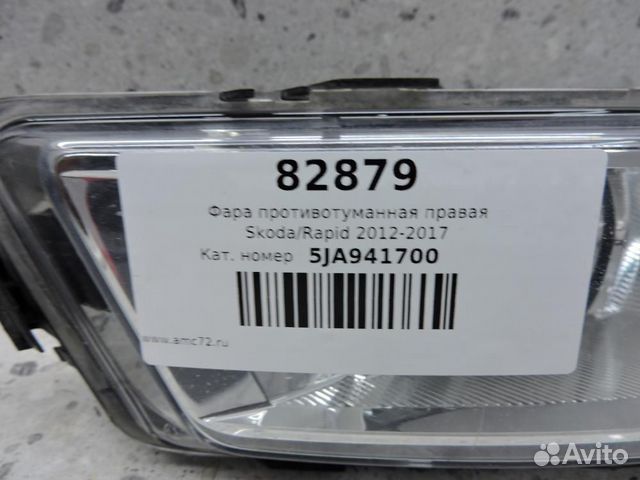 82879
Фара противотуманная правая
Skoda/Rapid 2012-2017
Кат. номер 5JA941700
www.amc72.ru
Avito